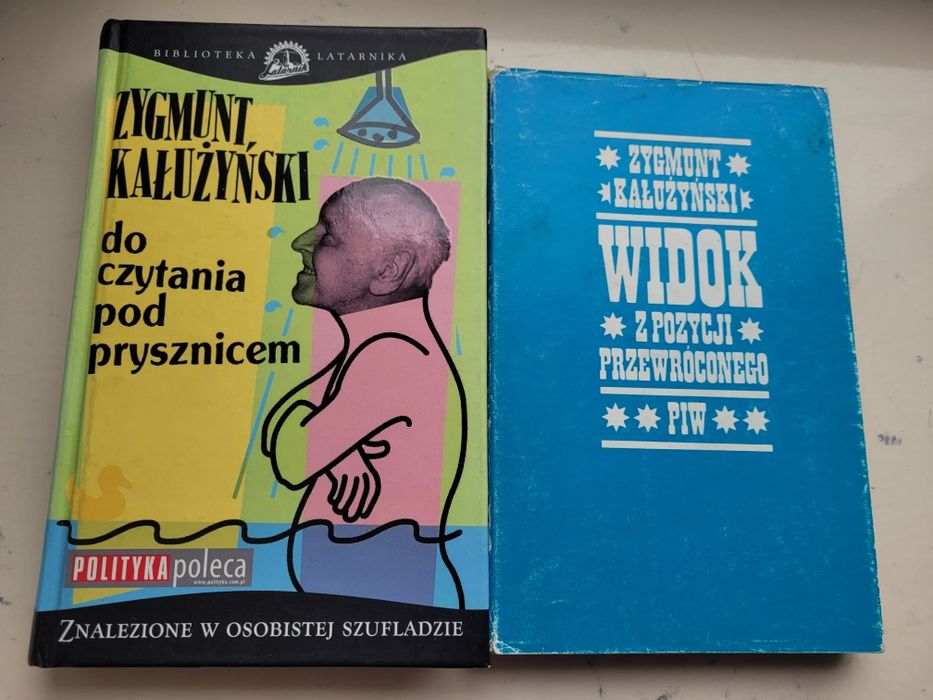 BIBLIOTEKA Latarnik LATARNIKA
ZYGMUNT
KAŁUŻYŃSKI
do
czytania
pod
prysznicem
POLITYKA poleca
www.polityka.com.pl
ZNALEZIONE W OSOBISTEJ SZUFLADZIE
ZYGMUNT
KAŁUŻYŃSKI
WIDOK
Z POZYCJI
PRZEWRÓCONEGO
PIW